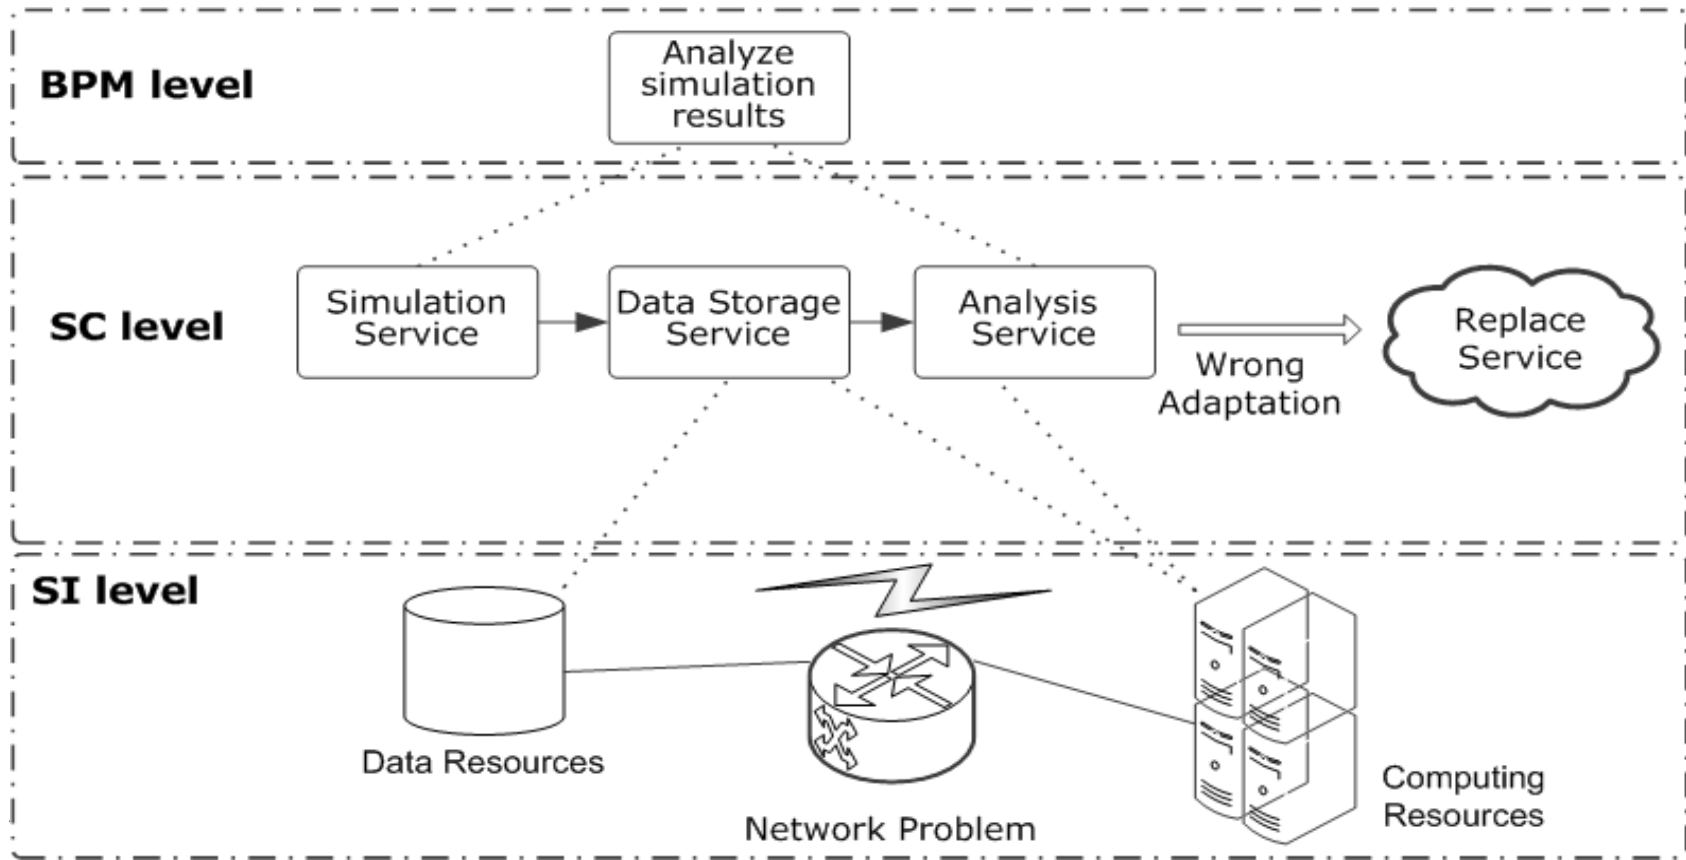 BPM level
Analyze
simulation
results
SC level
Simulation
Service
Data Storage
Service
Analysis
Service
Wrong
Adaptation
Replace
Service
SI level
Data Resources
Network Problem
Computing
Resources